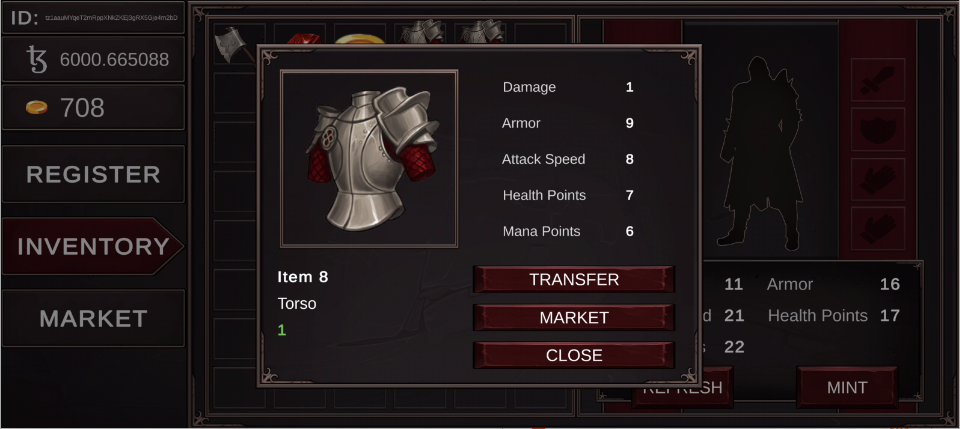 ID:
6000.665088
708
REGISTER
INVENTORY
MARKET
Damage 1
Armor 9
Attack Speed 8
Health Points 7
Mana Points 6
Item 8
Torso
1
TRANSFER
MARKET
CLOSE
11 Armor 16
d 21 Health Points 17
s 22
REFRESH MINT